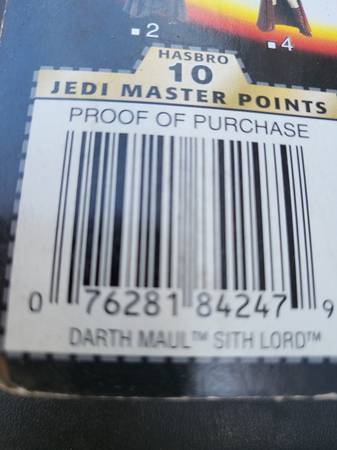 2
4
HASBRO
10
JEDI MASTER POINTS
PROOF OF PURCHASE
0 76281 84247 9
DARTH MAUL™ SITH LORD™